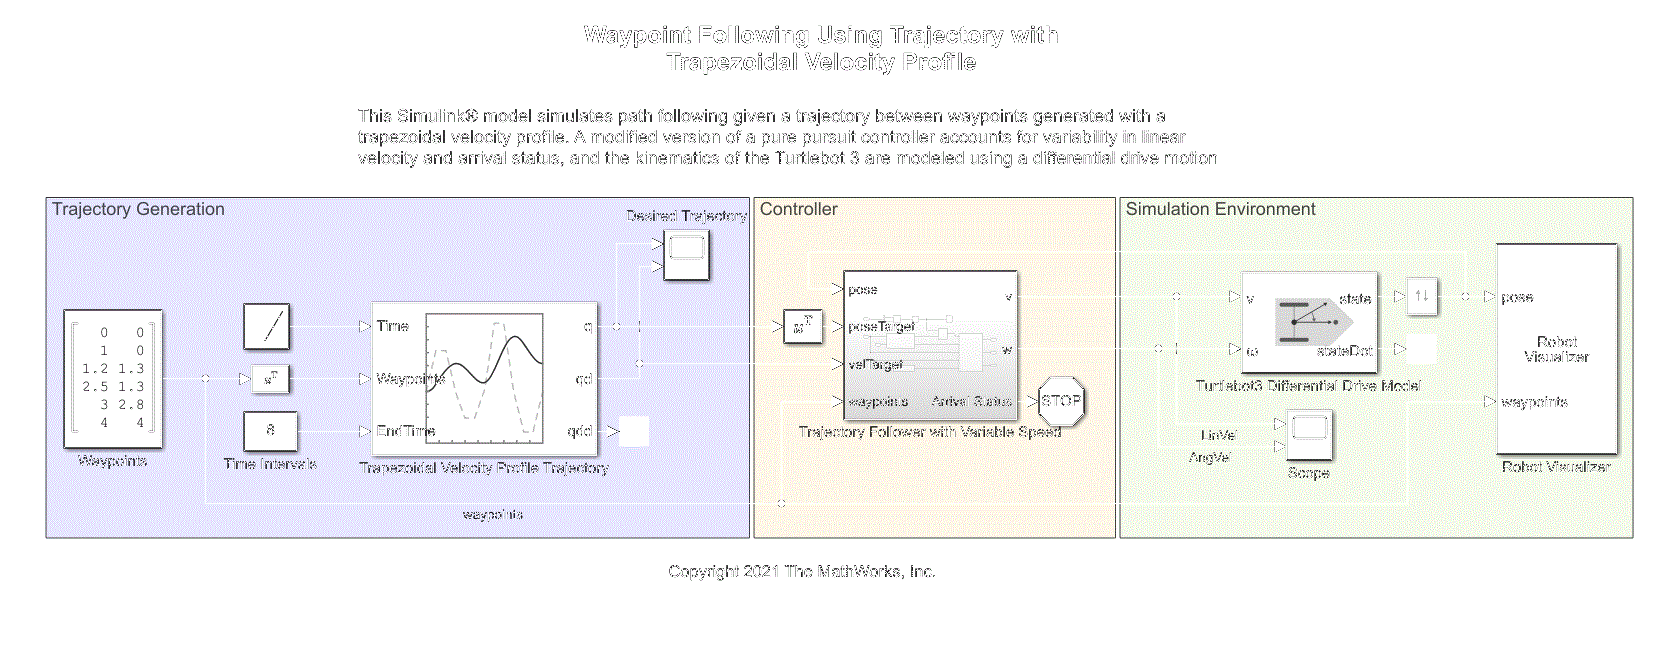 Waypoint Following Using Trajectory with
Trapezoidal Velocity Profile
This Simulink® model simulates path following given a trajectory between waypoints generated with a
trapezoidal velocity profile. A modified version of a pure pursuit controller accounts for variability in linear
velocity and arrival status, and the kinematics of the Turtlebot 3 are modeled using a differential drive motion
Trajectory Generation
Desired Trajectory
0 0
1 0
1.2 1.3
2.5 1.3
3 2.8
4 4
Waypoints
uT
8
Time Intervals
Time
Waypoints
EndTime
q
qd
qdd
Trapezoidal Velocity Profile Trajectory
waypoints
Controller
uT
pose
poseTarget
velTarget
waypoints
v
w
Arrival Status
STOP
Trajectory Follower with Variable Speed
Simulation Environment
v
ω
state
stateDot
Turtlebot3 Differential Drive Model
↑↓
LinVel
AngVel
Scope
pose
waypoints
Robot
Visualizer
Robot Visualizer
Copyright 2021 The MathWorks, Inc.